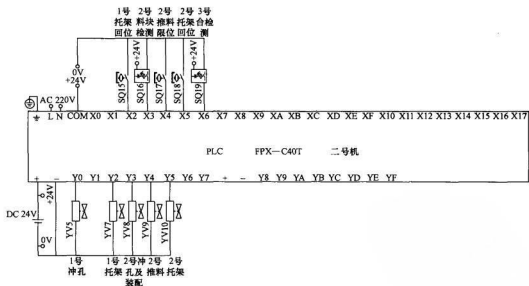 1号 2号 2号 2号 3号
托架 料块 推料 托架 台检
回位 检测 限位 回位 测
0V
+24V
+24V
+24V
SQ15
SQ16
SQ17
SQ18
SQ19
AC 220V
L N COM X0 X1 X2 X3 X4 X5 X6 X7 X8 X9 XA XB XC XD XE XF X10 X11 X12 X13 X14 X15 X16 X17
PLC FPX-C40T 二号机
+ - Y0 Y1 Y2 Y3 Y4 Y5 Y6 Y7 + - Y8 Y9 YA YB YC YD YE YF
+24V
DC 24V
0V
YV5
YV7
YV8
YV9
YV10
1号 1号 2号冲 2号 2号
冲孔 托架 孔及 推料 托架
装配